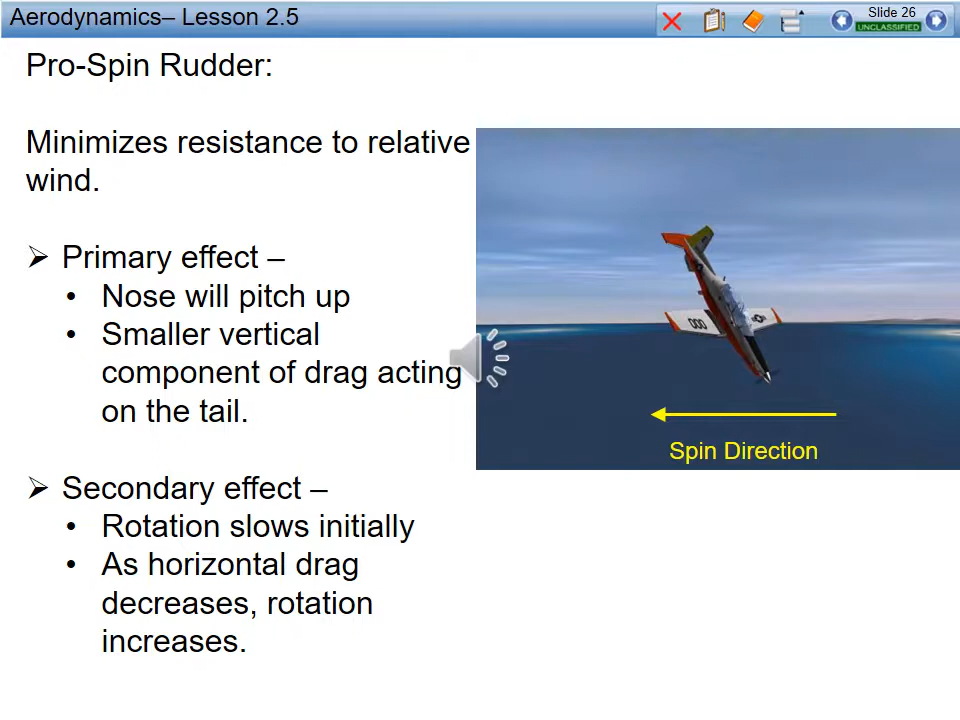 Aerodynamics– Lesson 2.5
Slide 26
UNCLASSIFIED
Pro-Spin Rudder:
Minimizes resistance to relative
wind.
➢ Primary effect –
• Nose will pitch up
• Smaller vertical
component of drag acting
on the tail.
000
Spin Direction
➢ Secondary effect –
• Rotation slows initially
• As horizontal drag
decreases, rotation
increases.